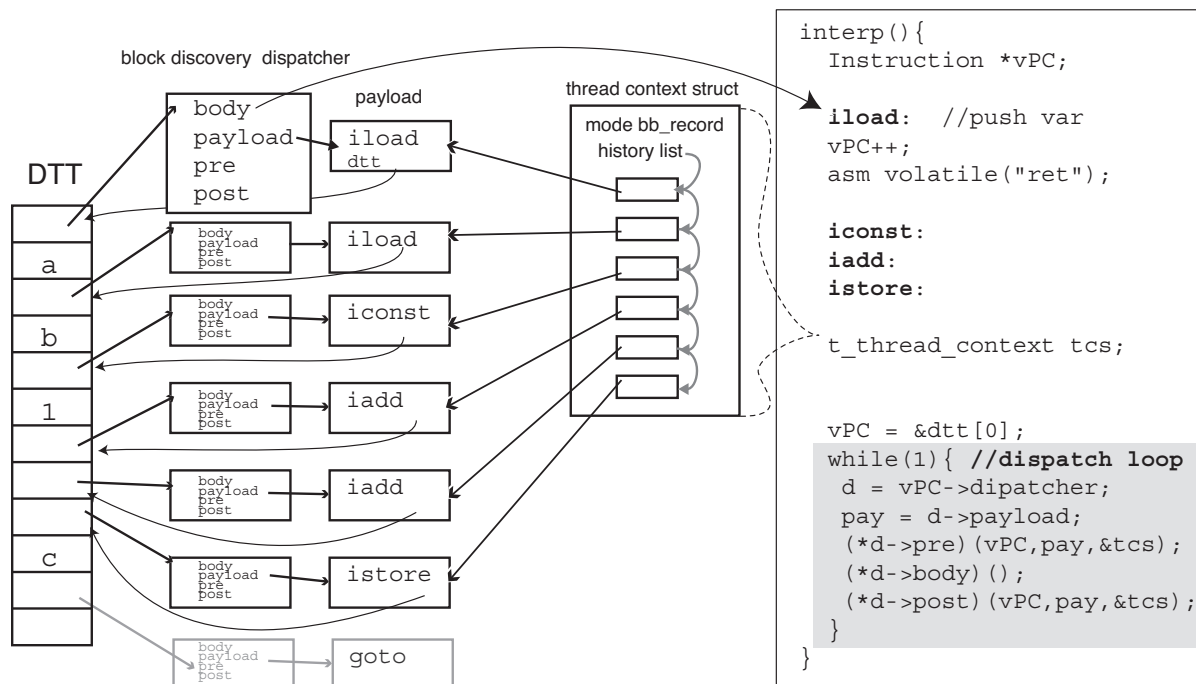 block discovery dispatcher
body
payload
pre
post
payload
iload
dtt
DTT
a
b
1
c
body
payload
pre
post
iload
body
payload
pre
post
iconst
body
payload
pre
post
iadd
body
payload
pre
post
iadd
body
payload
pre
post
istore
body
payload
pre
post
goto
thread context struct
mode bb_record
history list
interp(){
Instruction *vPC;
iload: //push var
vPC++;
asm volatile("ret");
iconst:
iadd:
istore:
t_thread_context tcs;
vPC = &dtt[0];
while(1){ //dispatch loop
d = vPC->dipatcher;
pay = d->payload;
(*d->pre)(vPC,pay,&tcs);
(*d->body)();
(*d->post)(vPC,pay,&tcs);
}
}